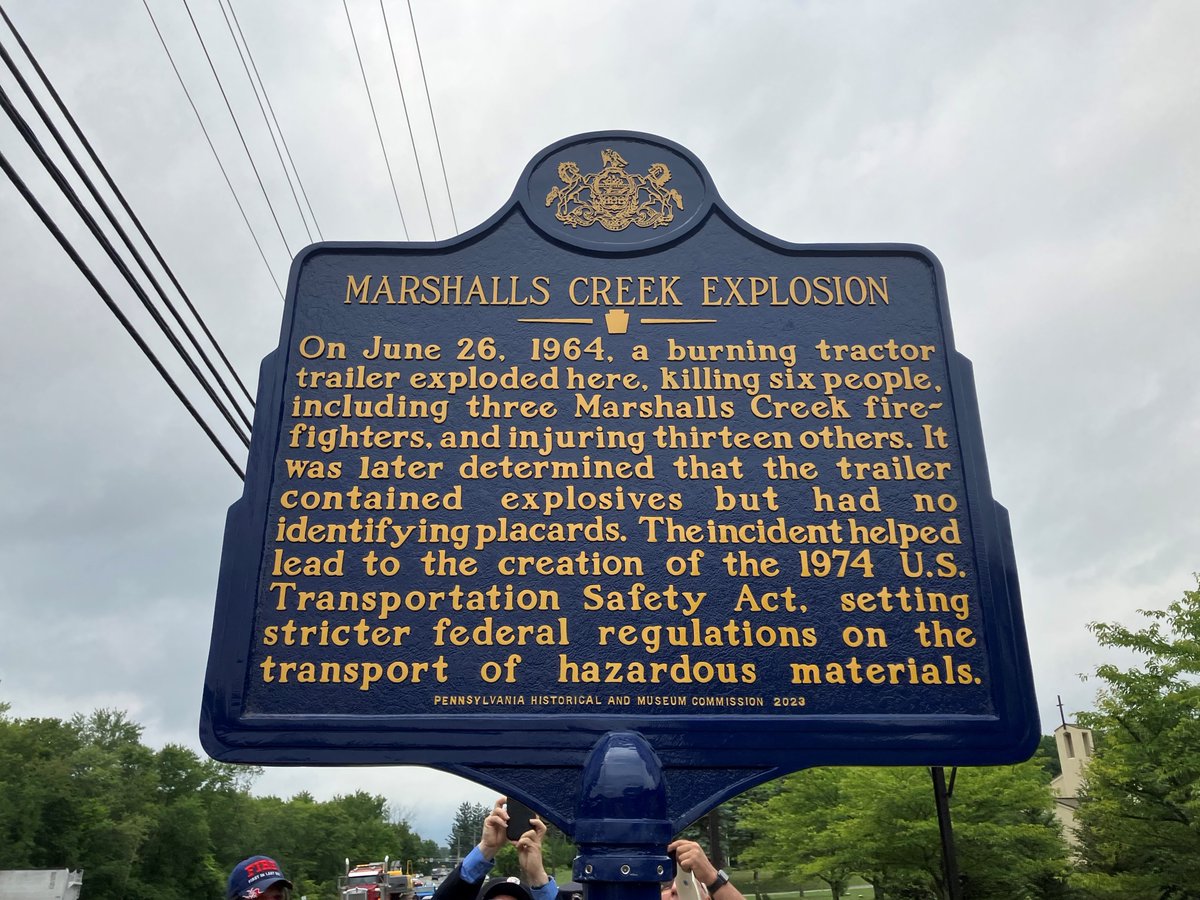 MARSHALLS CREEK EXPLOSION
On June 26, 1964, a burning tractor
trailer exploded here, killing six people,
including three Marshalls Creek fire-
fighters, and injuring thirteen others. It
was later determined that the trailer
contained explosives but had no
identifying placards. The incident helped
lead to the creation of the 1974 U.S.
Transportation Safety Act, setting
stricter federal regulations on the
transport of hazardous materials.
PENNSYLVANIA HISTORICAL AND MUSEUM COMMISSION 2023